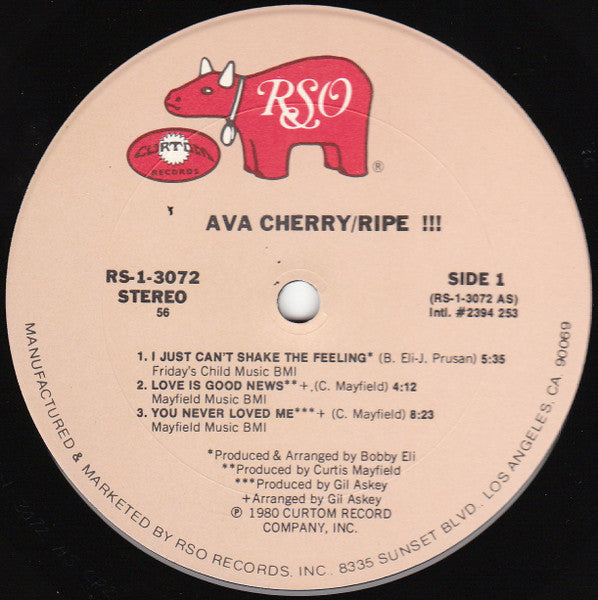 RSO
®
CURTOM
RECORDS
AVA CHERRY/RIPE !!!
RS-1-3072
STEREO
56
SIDE 1
(RS-1-3072 AS)
Intl. #2394 253
1. I JUST CAN'T SHAKE THE FEELING* (B. Eli-J. Prusan) 5:35
Friday's Child Music BMI
2. LOVE IS GOOD NEWS**+ (C. Mayfield) 4:12
Mayfield Music BMI
3. YOU NEVER LOVED ME***+ (C. Mayfield) 8:23
Mayfield Music BMI
*Produced & Arranged by Bobby Eli
**Produced by Curtis Mayfield
***Produced by Gil Askey
+Arranged by Gil Askey
℗ 1980 CURTOM RECORD
COMPANY, INC.
MANUFACTURED & MARKETED BY RSO RECORDS, INC.. 8335 SUNSET BLVD., LOS ANGELES, CA. 90069